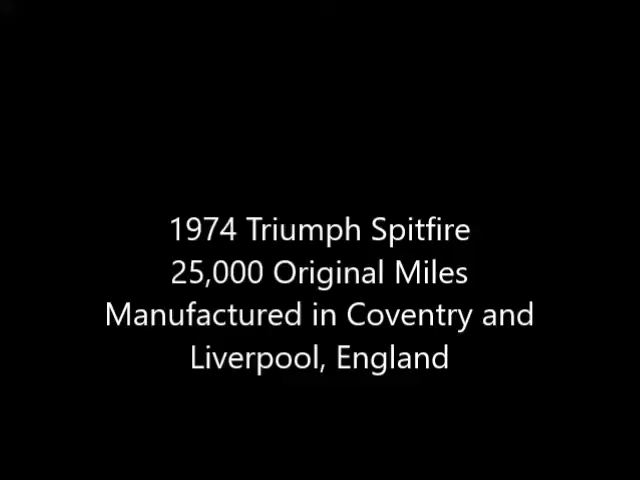 1974 Triumph Spitfire
25,000 Original Miles
Manufactured in Coventry and
Liverpool, England